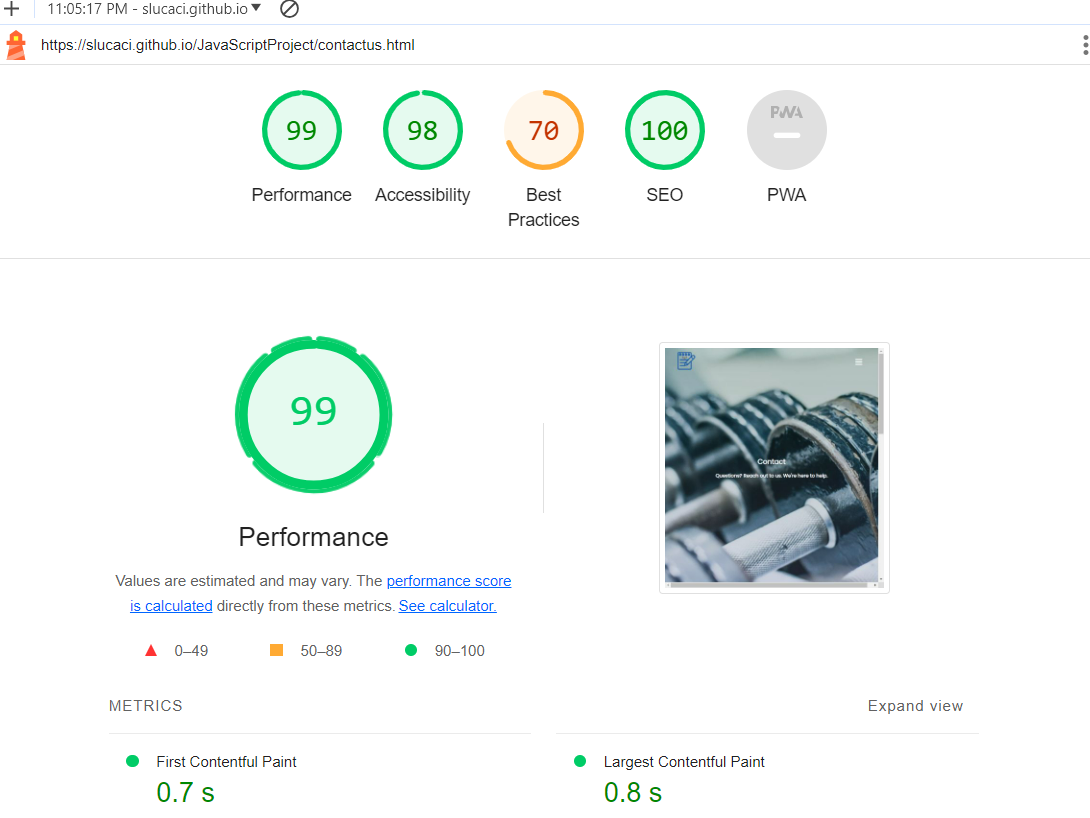 11:05:17 PM - slucaci.github.io
https://slucaci.github.io/JavaScriptProject/contactus.html
99
98
70
100
PWA
Performance
Accessibility
Best
Practices
SEO
PWA
99
Contact
Questions? Reach out to us. We're here to help.
Performance
Values are estimated and may vary. The performance score
is calculated directly from these metrics. See calculator.
0–49
50–89
90–100
METRICS
Expand view
First Contentful Paint
Largest Contentful Paint
0.7 s
0.8 s